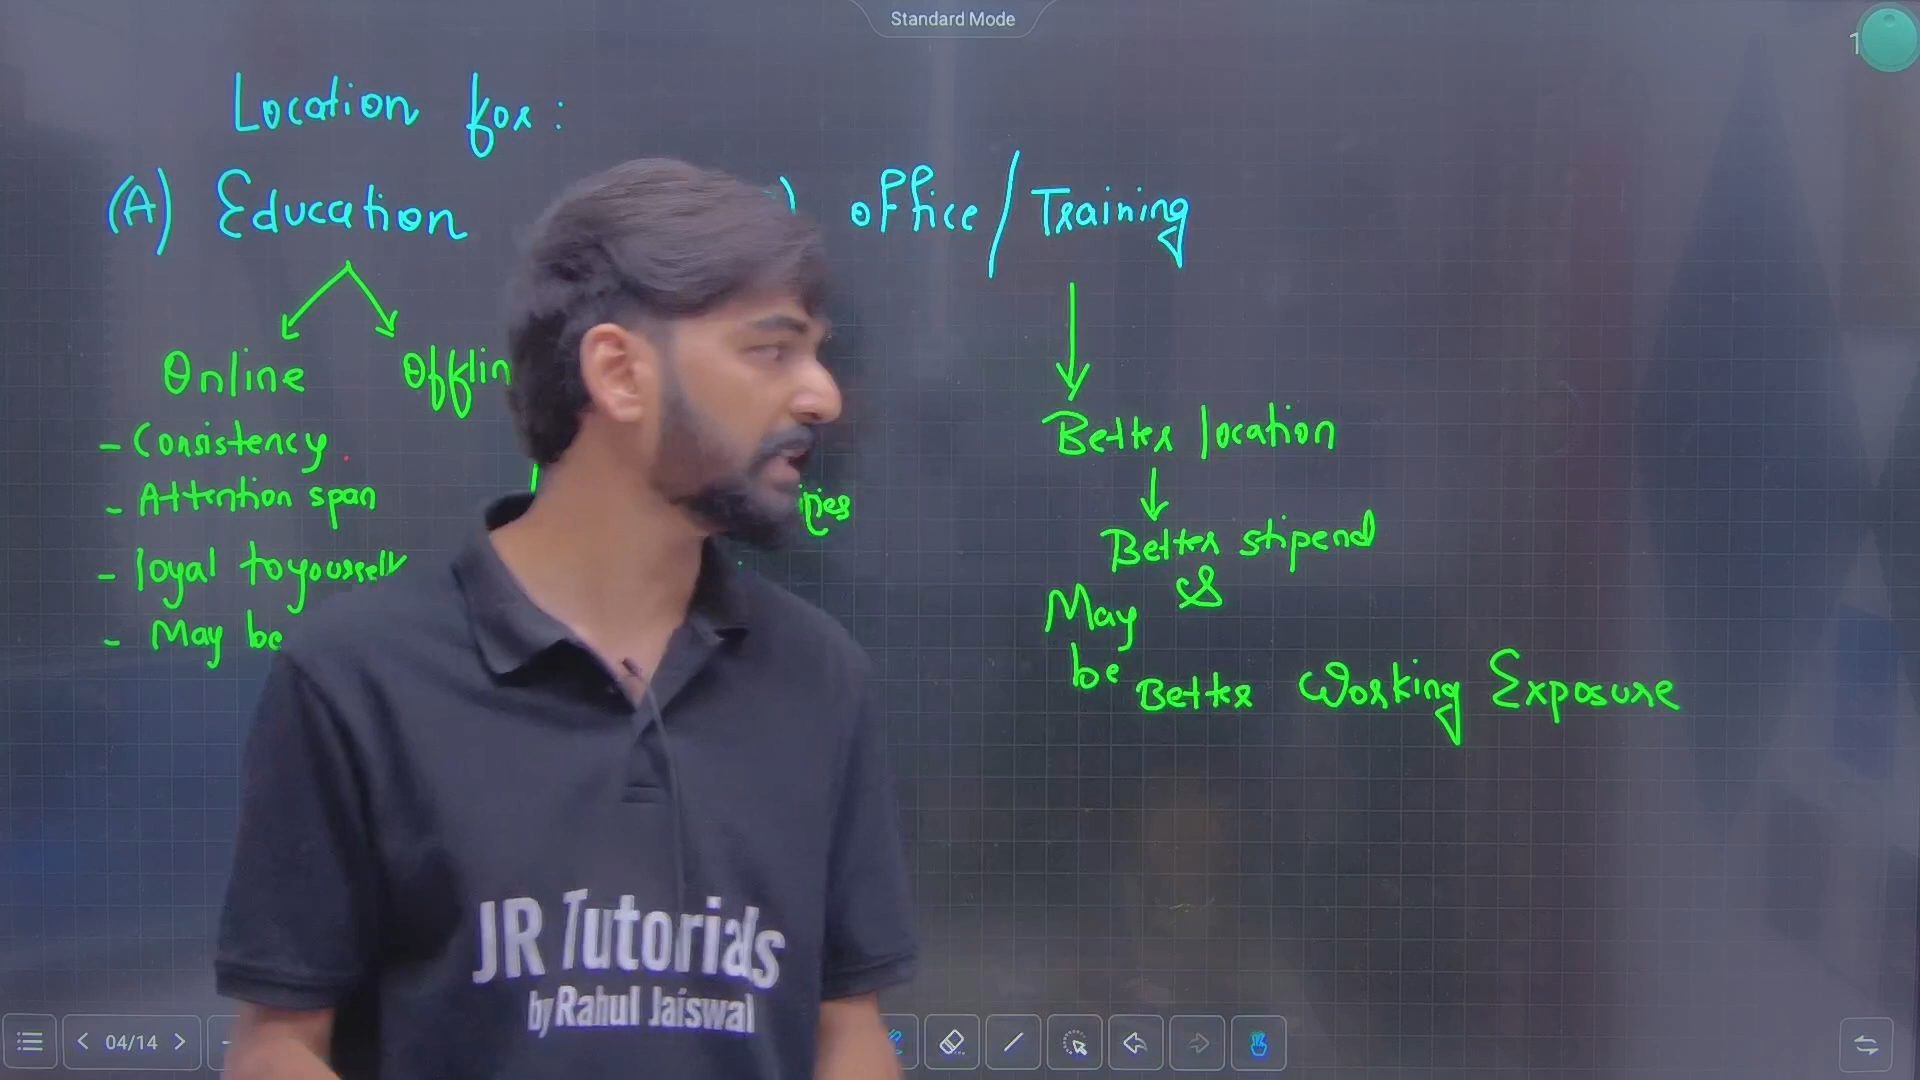 Standard Mode
1
Location for:
(A) Education
) office/Training
Online
- Consistency
- Attention span
- loyal to yourself
- May be
Better location
Better stipend
&
May
be
Better Working Exposure
JR Tutorials
by Rahul Jaiswal
04/14